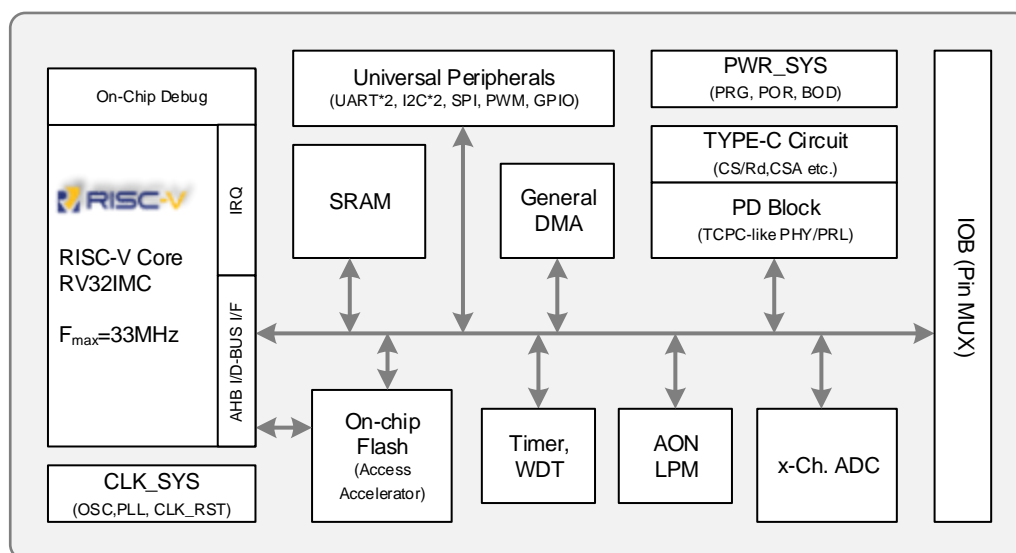 On-Chip Debug
RISC-V
RISC-V Core
RV32IMC
Fmax=33MHz
IRQ
AHB I/D-BUS I/F
CLK_SYS
(OSC,PLL, CLK_RST)
Universal Peripherals
(UART*2, I2C*2, SPI, PWM, GPIO)
SRAM
General
DMA
PWR_SYS
(PRG, POR, BOD)
TYPE-C Circuit
(CS/Rd,CSA etc.)
PD Block
(TCPC-like PHY/PRL)
On-chip
Flash
(Access
Accelerator)
Timer,
WDT
AON
LPM
x-Ch. ADC
IOB (Pin MUX)